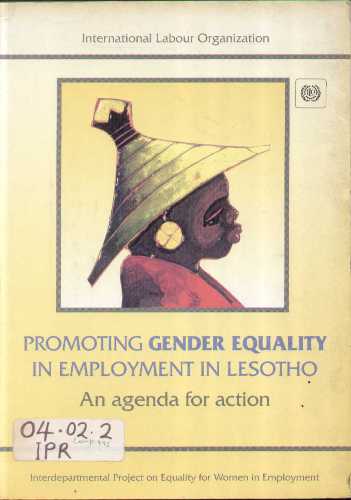 International Labour Organization
PROMOTING GENDER EQUALITY
IN EMPLOYMENT IN LESOTHO
An agenda for action
04.02.2
IPR
Interdepartmental Project on Equality for Women in Employment